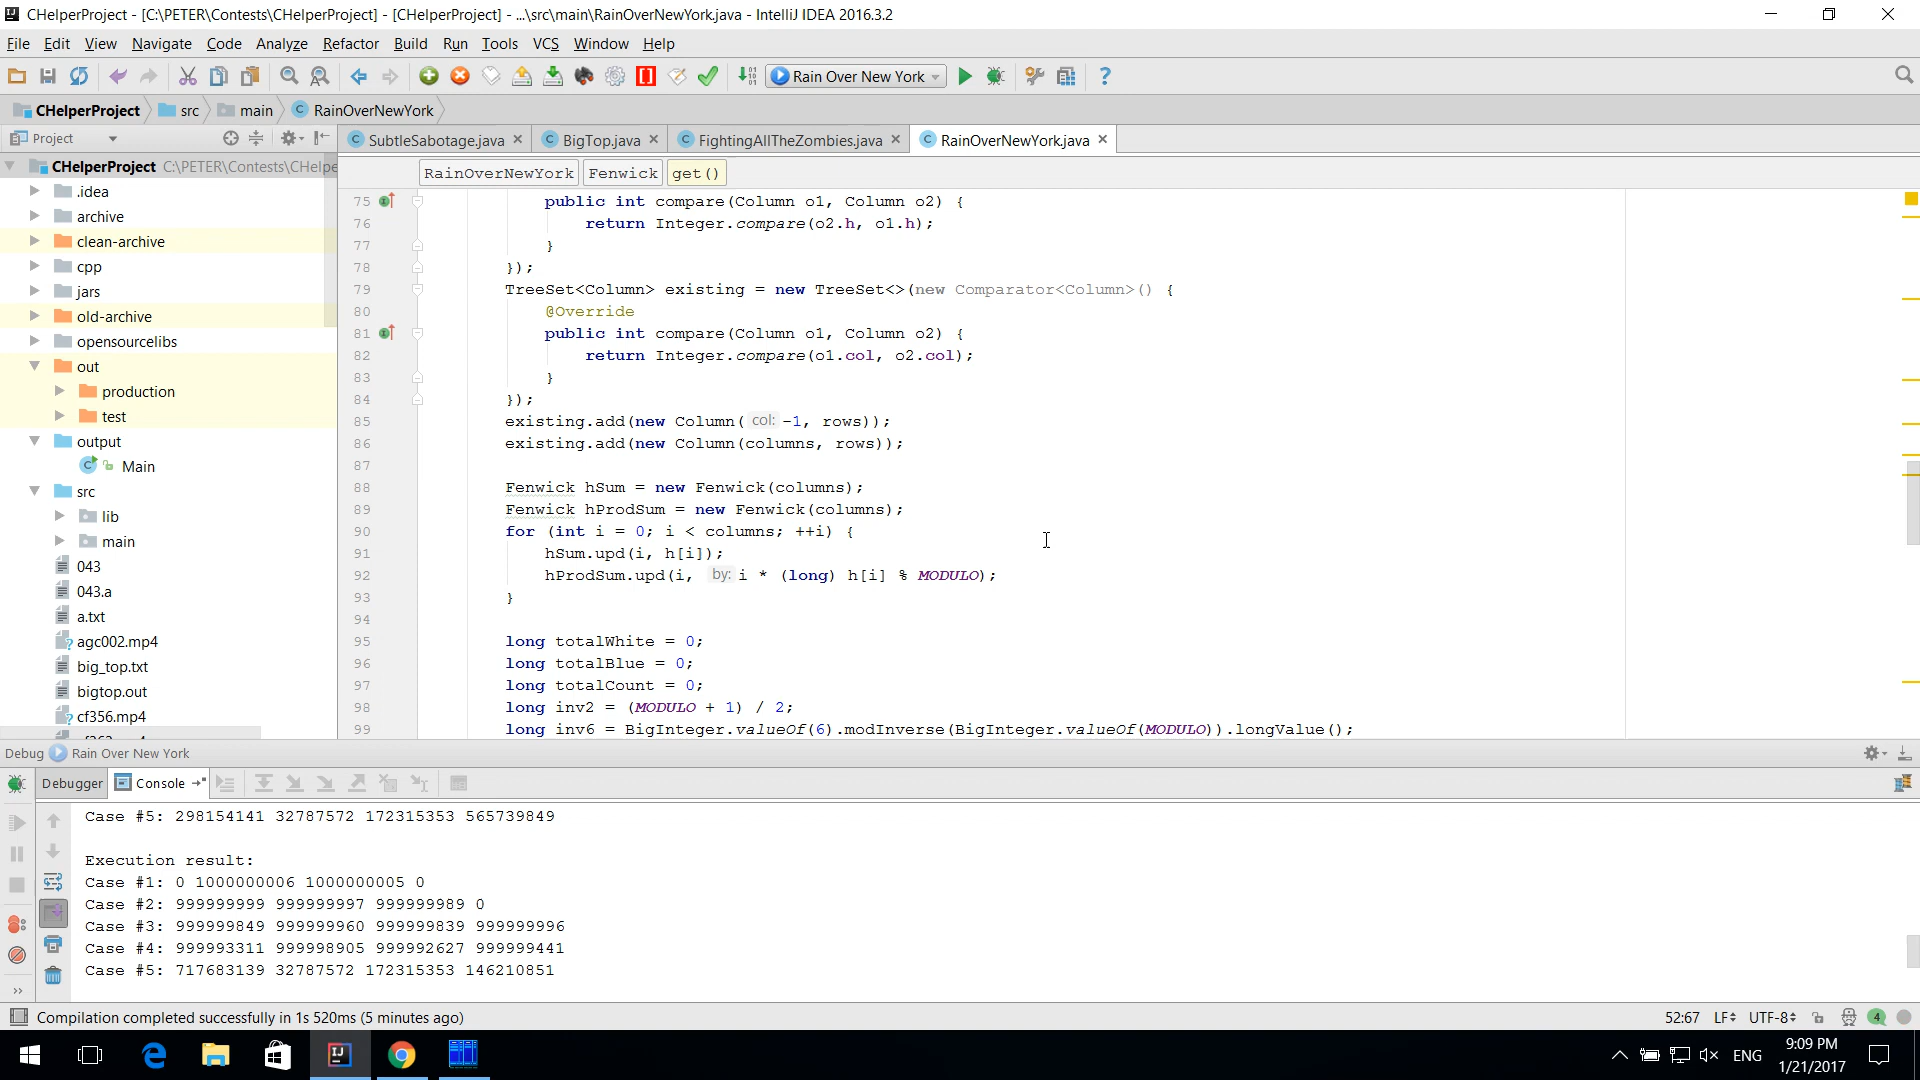 CHelperProject - [C:\PETER\Contests\CHelperProject] - [CHelperProject] - ...\src\main\RainOverNewYork.java - IntelliJ IDEA 2016.3.2
File Edit View Navigate Code Analyze Refactor Build Run Tools VCS Window Help
Rain Over New York
CHelperProject src main RainOverNewYork
Project SubtleSabotage.java BigTop.java FightingAllTheZombies.java RainOverNewYork.java
CHelperProject C:\PETER\Contests\CHelpe
RainOverNewYork Fenwick get()
.idea
archive
clean-archive
cpp
jars
old-archive
opensourcelibs
out
production
test
output
Main
src
lib
main
043
043.a
a.txt
agc002.mp4
big_top.txt
bigtop.out
cf356.mp4
75 public int compare(Column o1, Column o2) {
76 return Integer.compare(o2.h, o1.h);
77 }
78 });
79 TreeSet<Column> existing = new TreeSet<>(new Comparator<Column>() {
80 @Override
81 public int compare(Column o1, Column o2) {
82 return Integer.compare(o1.col, o2.col);
83 }
84 });
85 existing.add(new Column( col: -1, rows));
86 existing.add(new Column(columns, rows));
87
88 Fenwick hSum = new Fenwick(columns);
89 Fenwick hProdSum = new Fenwick(columns);
90 for (int i = 0; i < columns; ++i) {
91 hSum.upd(i, h[i]);
92 hProdSum.upd(i, by: i * (long) h[i] % MODULO);
93 }
94
95 long totalWhite = 0;
96 long totalBlue = 0;
97 long totalCount = 0;
98 long inv2 = (MODULO + 1) / 2;
99 long inv6 = BigInteger.valueOf(6).modInverse(BigInteger.valueOf(MODULO)).longValue();
Debug Rain Over New York
Debugger Console
Case #5: 298154141 32787572 172315353 565739849
Execution result:
Case #1: 0 1000000006 1000000005 0
Case #2: 999999999 999999997 999999989 0
Case #3: 999999849 999999960 999999839 999999996
Case #4: 999993311 999998905 999992627 999999441
Case #5: 717683139 32787572 172315353 146210851
Compilation completed successfully in 1s 520ms (5 minutes ago) 52:67 LF UTF-8 4
ENG 9:09 PM
1/21/2017